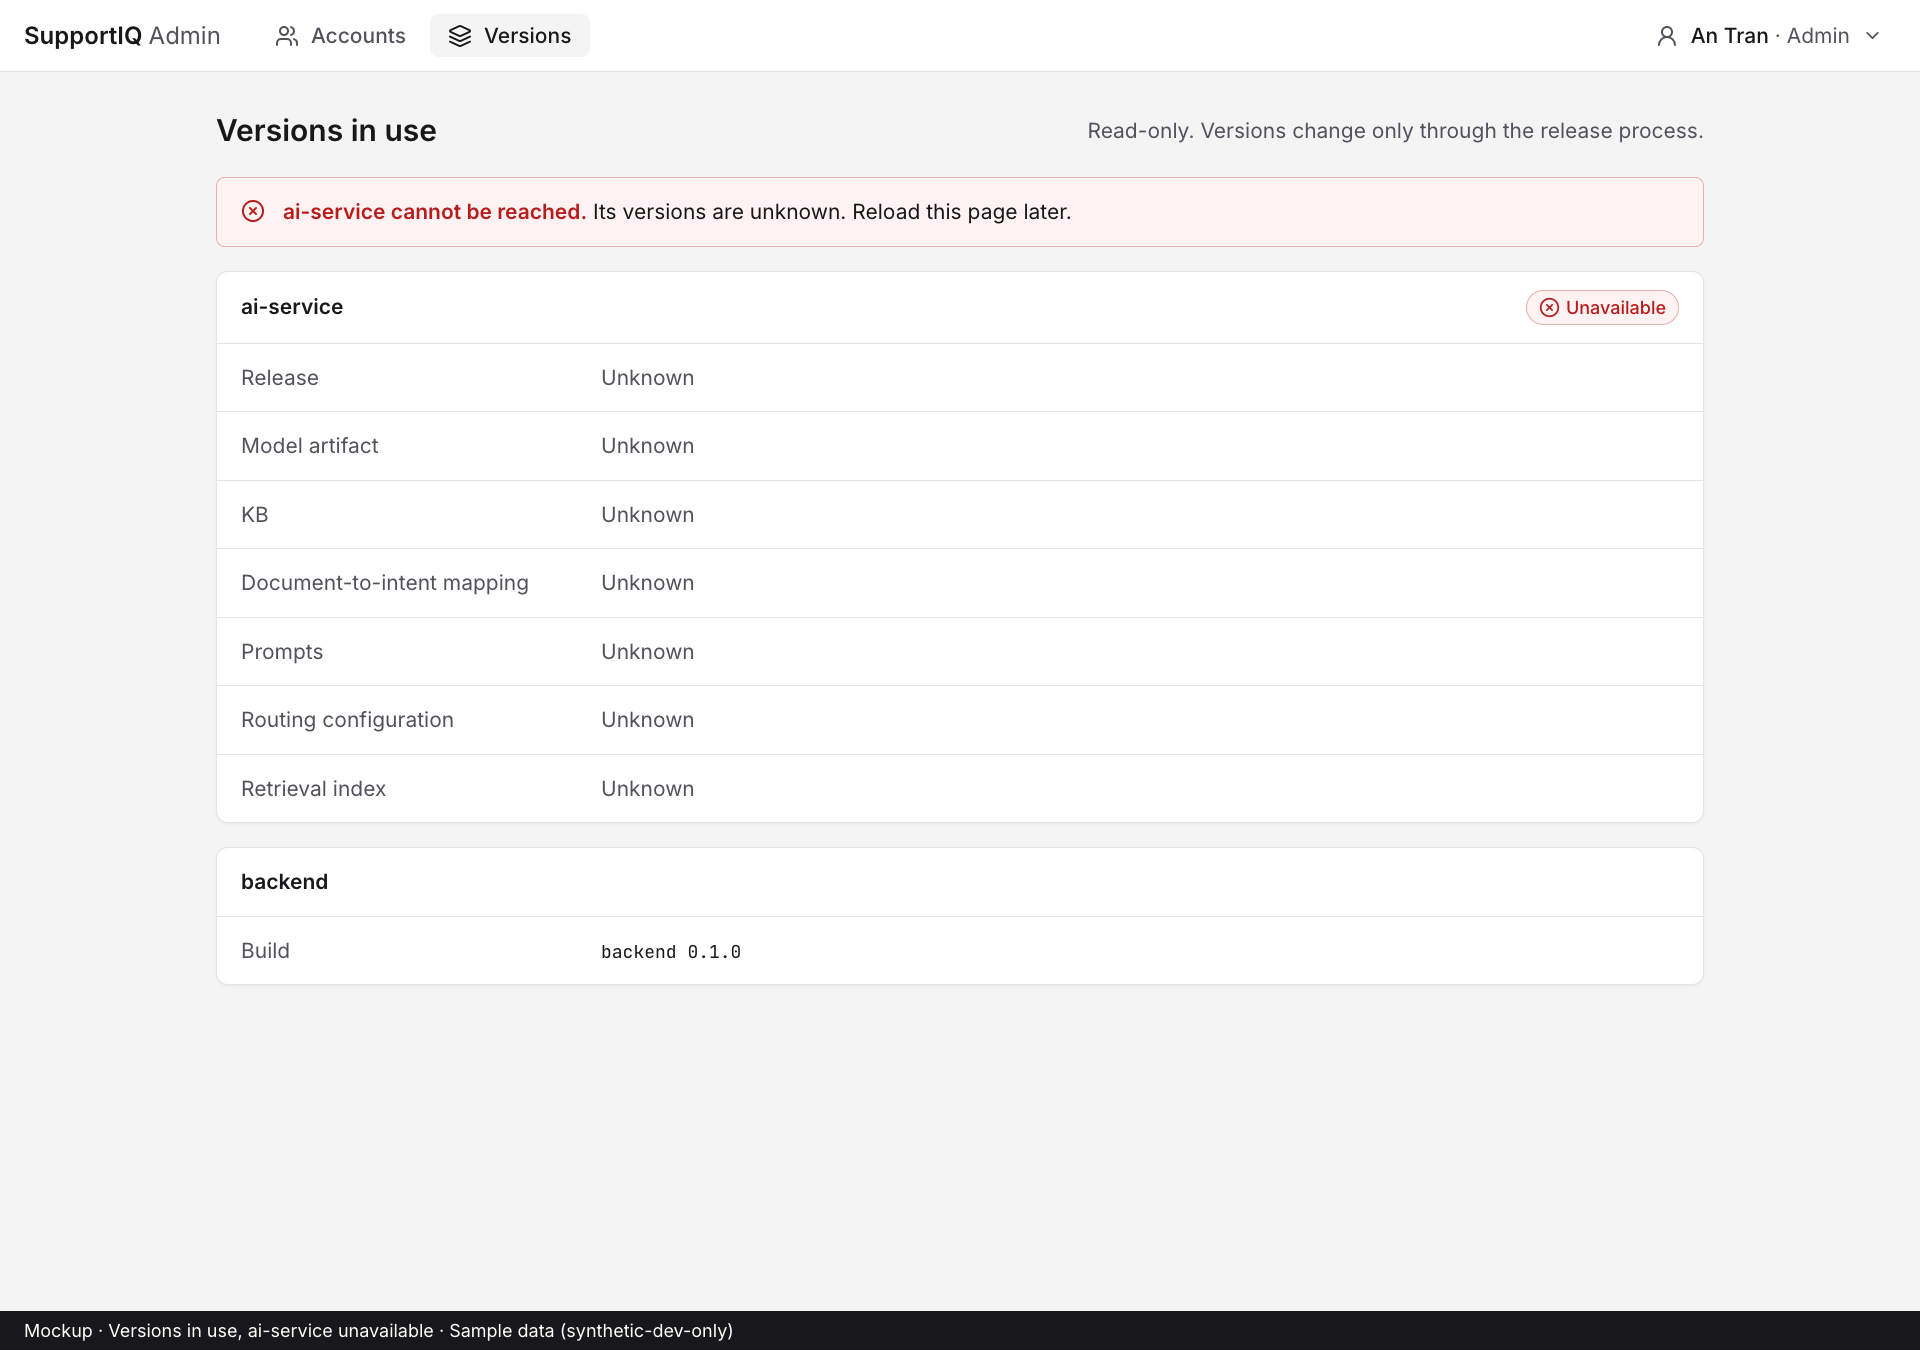 SupportIQ Admin
Accounts
Versions
An Tran · Admin
Versions in use
Read-only. Versions change only through the release process.
ai-service cannot be reached. Its versions are unknown. Reload this page later.
ai-service
Unavailable
Release Unknown
Model artifact Unknown
KB Unknown
Document-to-intent mapping Unknown
Prompts Unknown
Routing configuration Unknown
Retrieval index Unknown
backend
Build backend 0.1.0
Mockup · Versions in use, ai-service unavailable · Sample data (synthetic-dev-only)